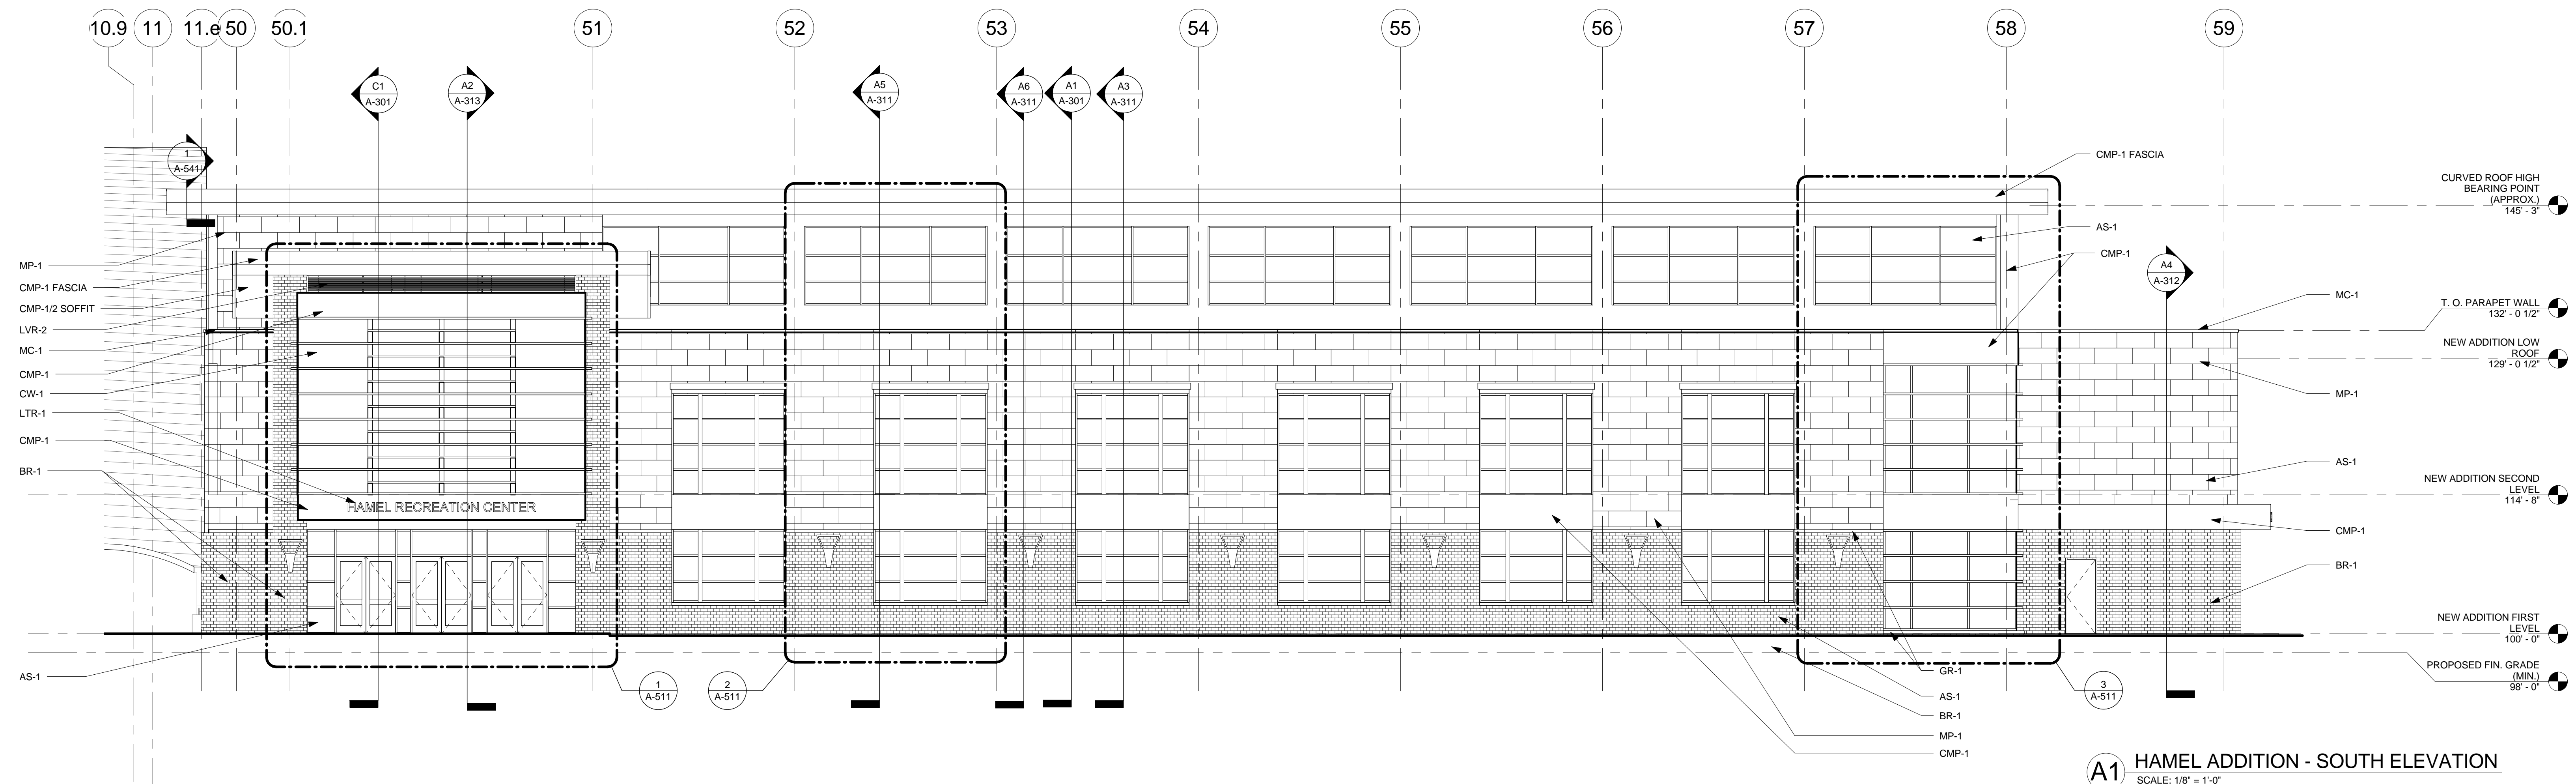 10.9
11
11.e
50
50.1
51
52
53
54
55
56
57
58
59
C1
A-301
A2
A-313
A5
A-311
A6
A-311
A1
A-301
A3
A-311
1
A-541
A4
A-312
MP-1
CMP-1 FASCIA
CMP-1/2 SOFFIT
LVR-2
MC-1
CMP-1
CW-1
LTR-1
CMP-1
BR-1
AS-1
HAMEL RECREATION CENTER
1
A-511
2
A-511
3
A-511
CMP-1 FASCIA
AS-1
CMP-1
MC-1
MP-1
AS-1
CMP-1
BR-1
GR-1
AS-1
BR-1
MP-1
CMP-1
CURVED ROOF HIGH
BEARING POINT
(APPROX.)
145' - 3"
T. O. PARAPET WALL
132' - 0 1/2"
NEW ADDITION LOW
ROOF
129' - 0 1/2"
NEW ADDITION SECOND
LEVEL
114' - 8"
NEW ADDITION FIRST
LEVEL
100' - 0"
PROPOSED FIN. GRADE
(MIN.)
98' - 0"
A1
HAMEL ADDITION - SOUTH ELEVATION
SCALE: 1/8" = 1'-0"